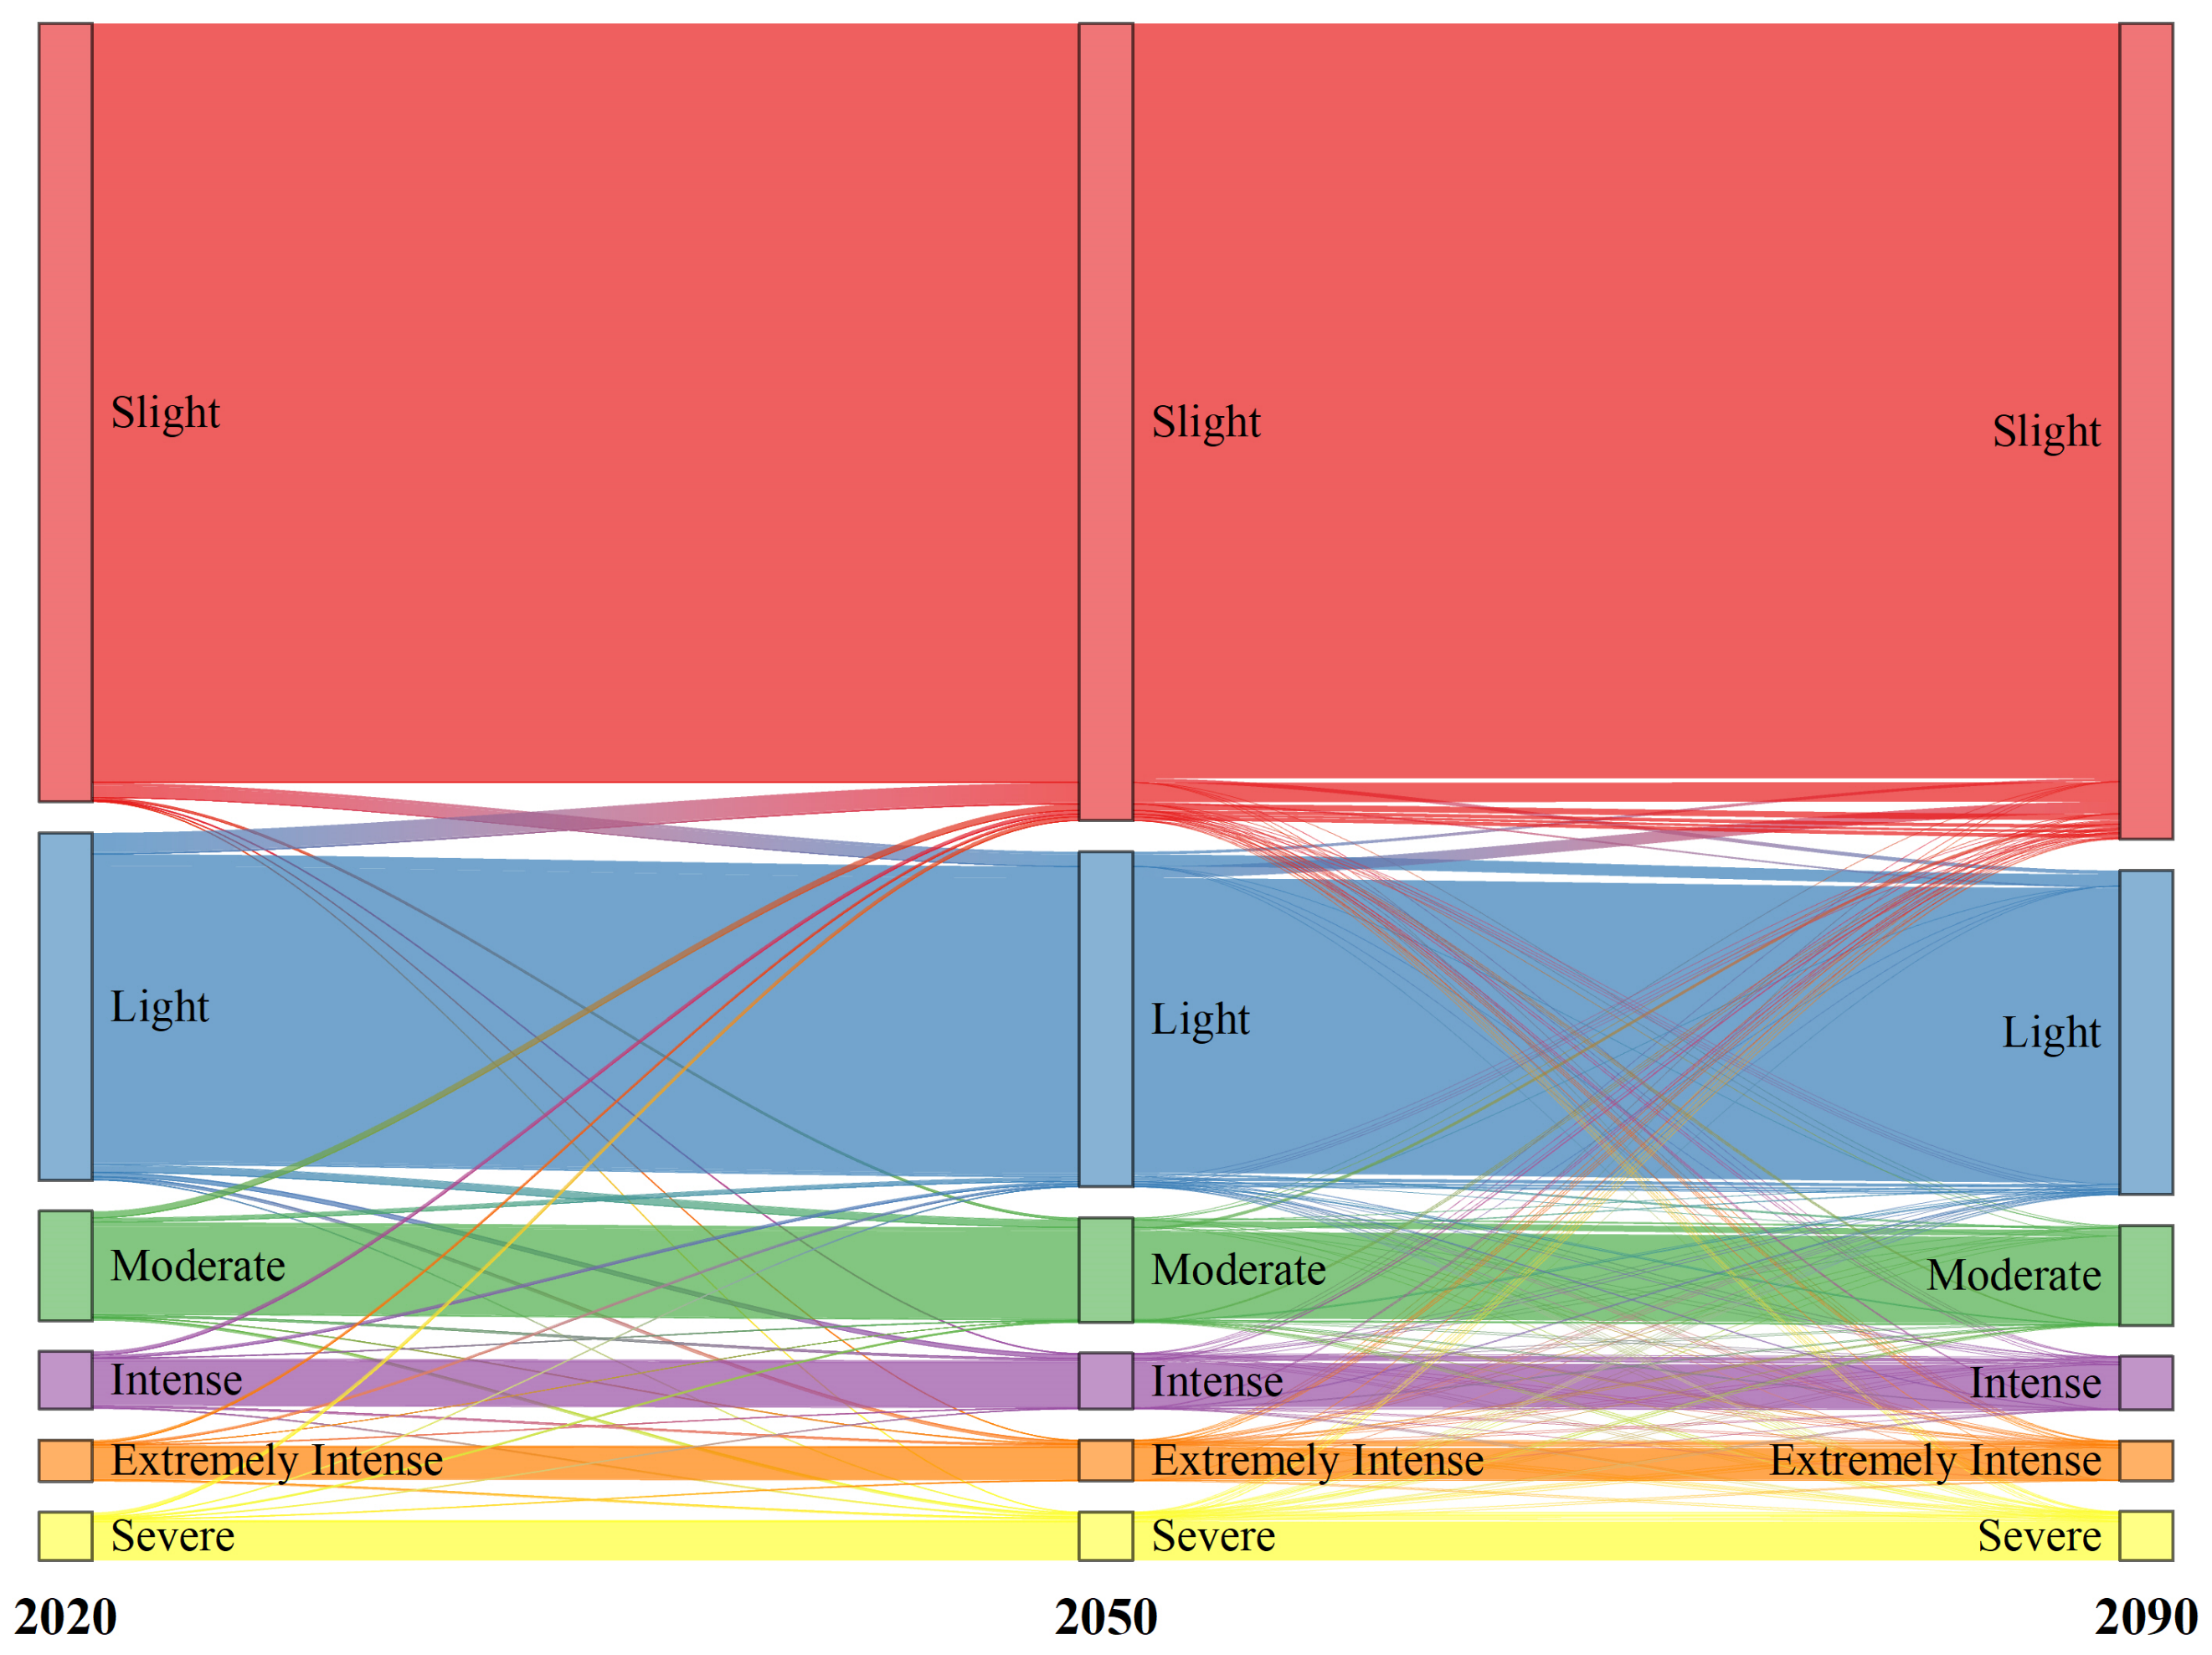 Slight
Slight
Slight
Light
Light
Light
Moderate
Moderate
Moderate
Intense
Intense
Intense
Extremely Intense
Extremely Intense
Extremely Intense
Severe
Severe
Severe
2020
2050
2090